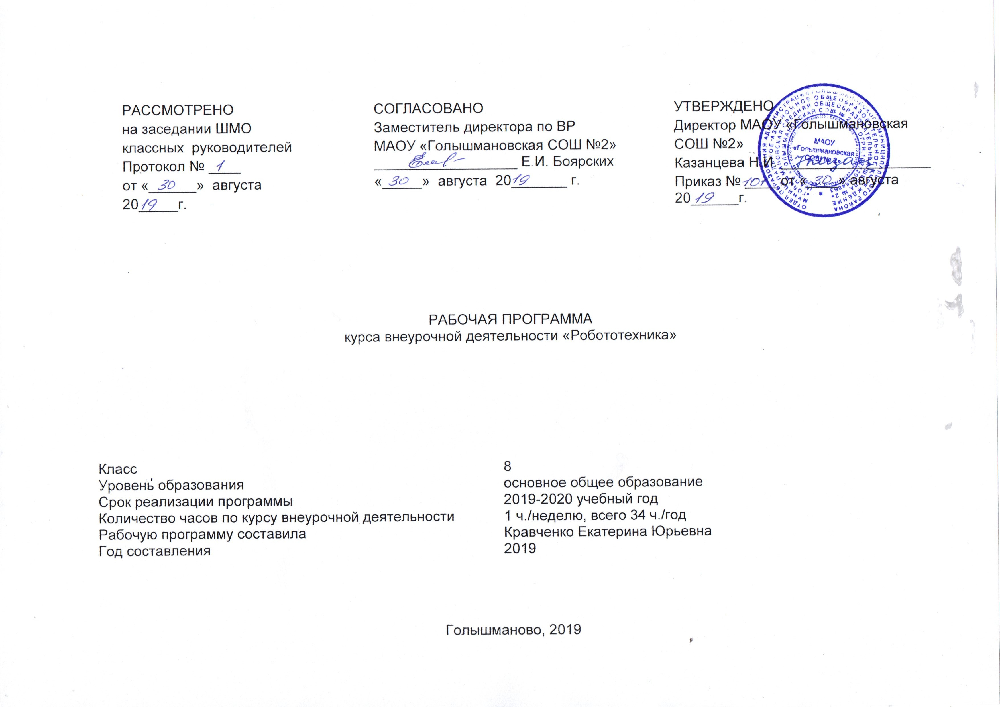 РАССМОТРЕНО
на заседании ШМО
классных руководителей
Протокол № 1
от «30» августа
2019г.
СОГЛАСОВАНО
Заместитель директора по ВР
МАОУ «Голышмановская СОШ №2»
Е.И. Боярских
«30» августа 2019 г.
УТВЕРЖДЕНО
Директор МАОУ «Голышмановская
СОШ №2»
Казанцева Н.И
Приказ № 101 от «30» августа
2019г.
МАОУ
«Голышмановская
СОШ № 2»
РАБОЧАЯ ПРОГРАММА
курса внеурочной деятельности «Робототехника»
Класс 8
Уровень образования основное общее образование
Срок реализации программы 2019-2020 учебный год
Количество часов по курсу внеурочной деятельности 1 ч./неделю, всего 34 ч./год
Рабочую программу составила Кравченко Екатерина Юрьевна
Год составления 2019
Голышманово, 2019